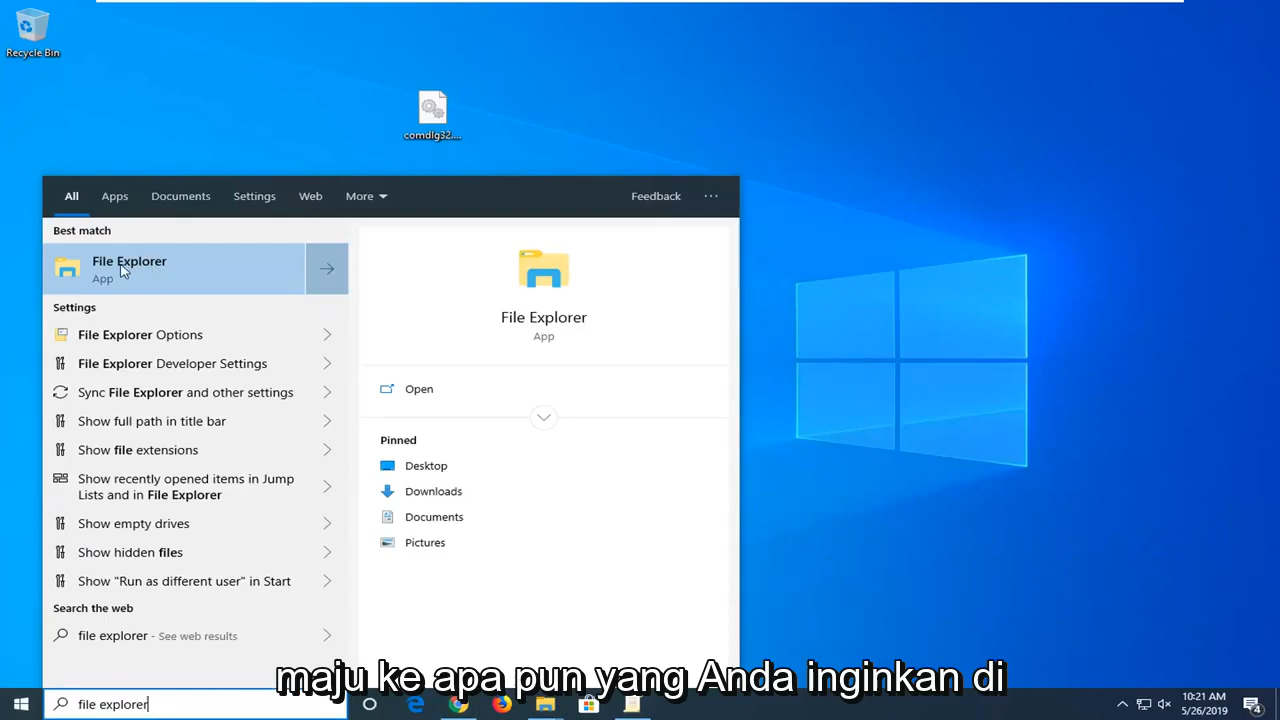 Recycle Bin
comdlg32....
All Apps Documents Settings Web More Feedback ...
Best match
File Explorer
App
Settings
File Explorer Options
File Explorer Developer Settings
Sync File Explorer and other settings
Show full path in title bar
Show file extensions
Show recently opened items in Jump
Lists and in File Explorer
Show empty drives
Show hidden files
Show "Run as different user" in Start
Search the web
file explorer - See web results
File Explorer
App
Open
Pinned
Desktop
Downloads
Documents
Pictures
maju ke apa pun yang Anda inginkan di
file explorer
10:21 AM
5/26/2019
4